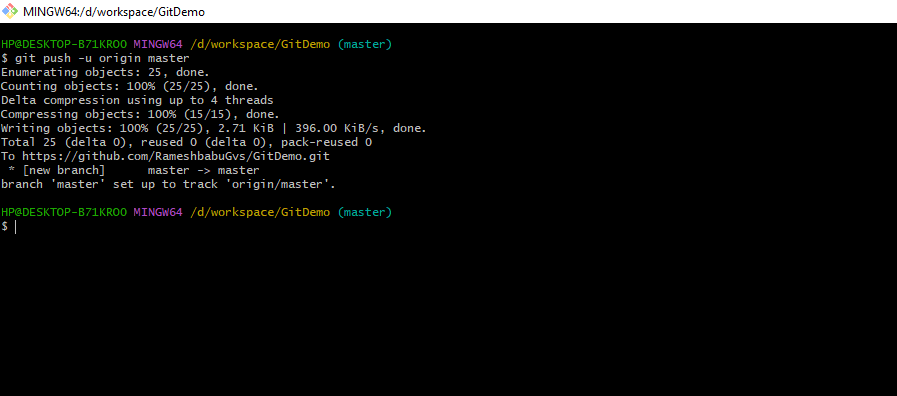 MINGW64:/d/workspace/GitDemo
HP@DESKTOP-B71KROO MINGW64 /d/workspace/GitDemo (master)
$ git push -u origin master
Enumerating objects: 25, done.
Counting objects: 100% (25/25), done.
Delta compression using up to 4 threads
Compressing objects: 100% (15/15), done.
Writing objects: 100% (25/25), 2.71 KiB | 396.00 KiB/s, done.
Total 25 (delta 0), reused 0 (delta 0), pack-reused 0
To https://github.com/RameshbabuGvs/GitDemo.git
 * [new branch]      master -> master
branch 'master' set up to track 'origin/master'.
HP@DESKTOP-B71KROO MINGW64 /d/workspace/GitDemo (master)
$